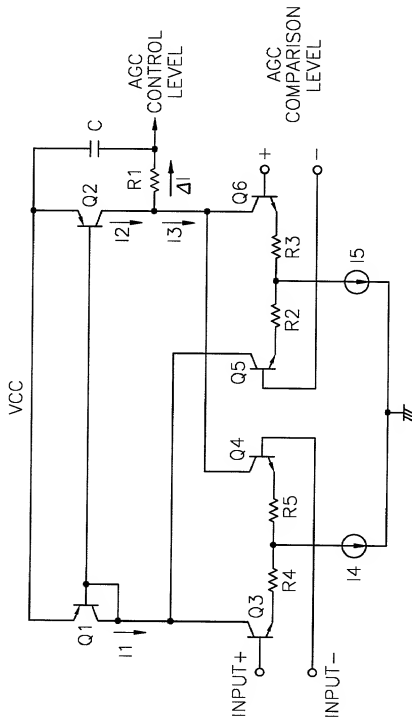 VCC
Q1
Q2
C
AGC
CONTROL
LEVEL
I1
I2
R1
ΔI
I3
Q3
Q4
Q5
Q6
AGC
COMPARISON
LEVEL
INPUT+
INPUT-
R4
R5
R2
R3
+
-
I4
I5